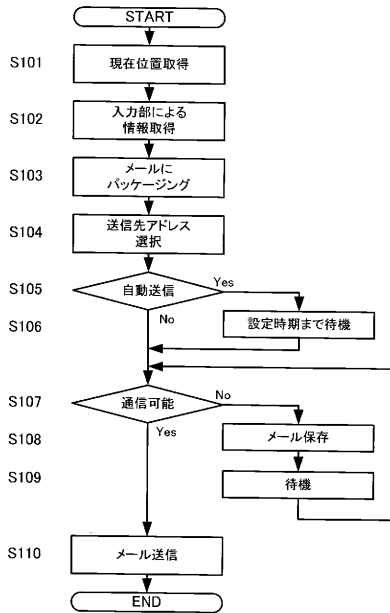 START
S101
現在位置取得
S102
入力部による
情報取得
S103
メールに
パッケージング
S104
送信先アドレス
選択
S105
自動送信
Yes
No
S106
設定時期まで待機
S107
通信可能
No
Yes
S108
メール保存
S109
待機
S110
メール送信
END